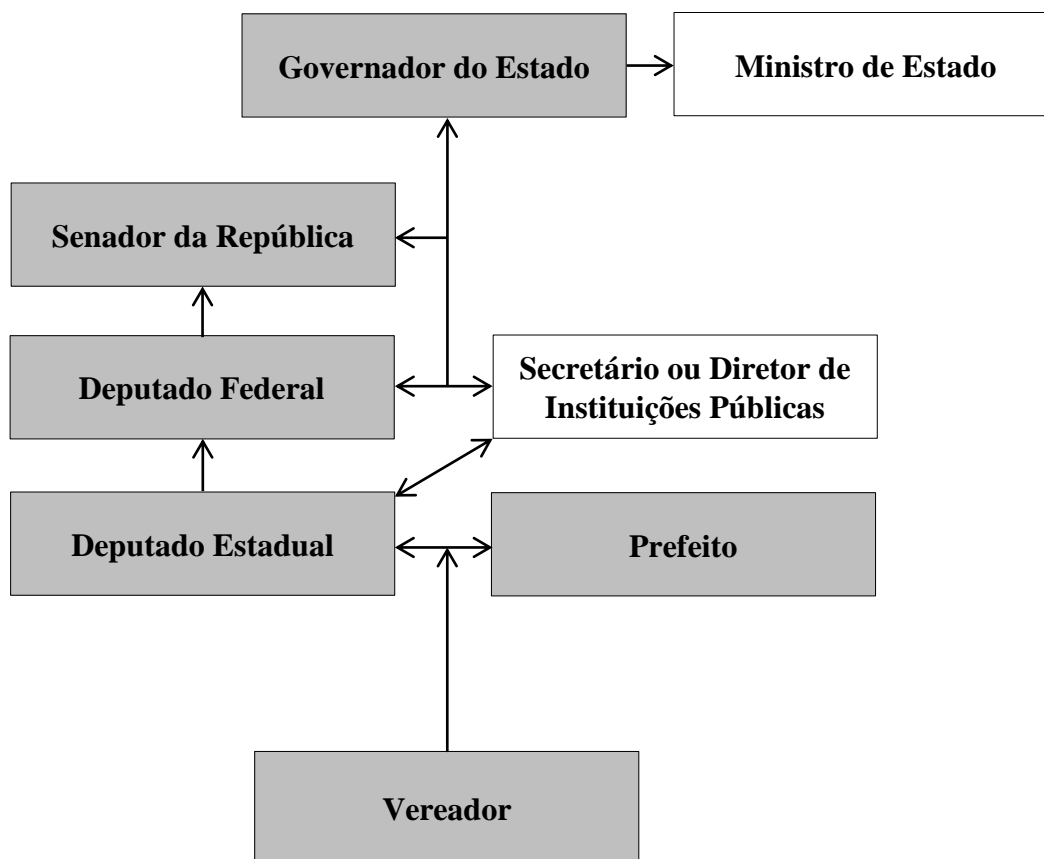 Governador do Estado
Ministro de Estado
Senador da República
Deputado Federal
Secretário ou Diretor de
Instituições Públicas
Deputado Estadual
Prefeito
Vereador